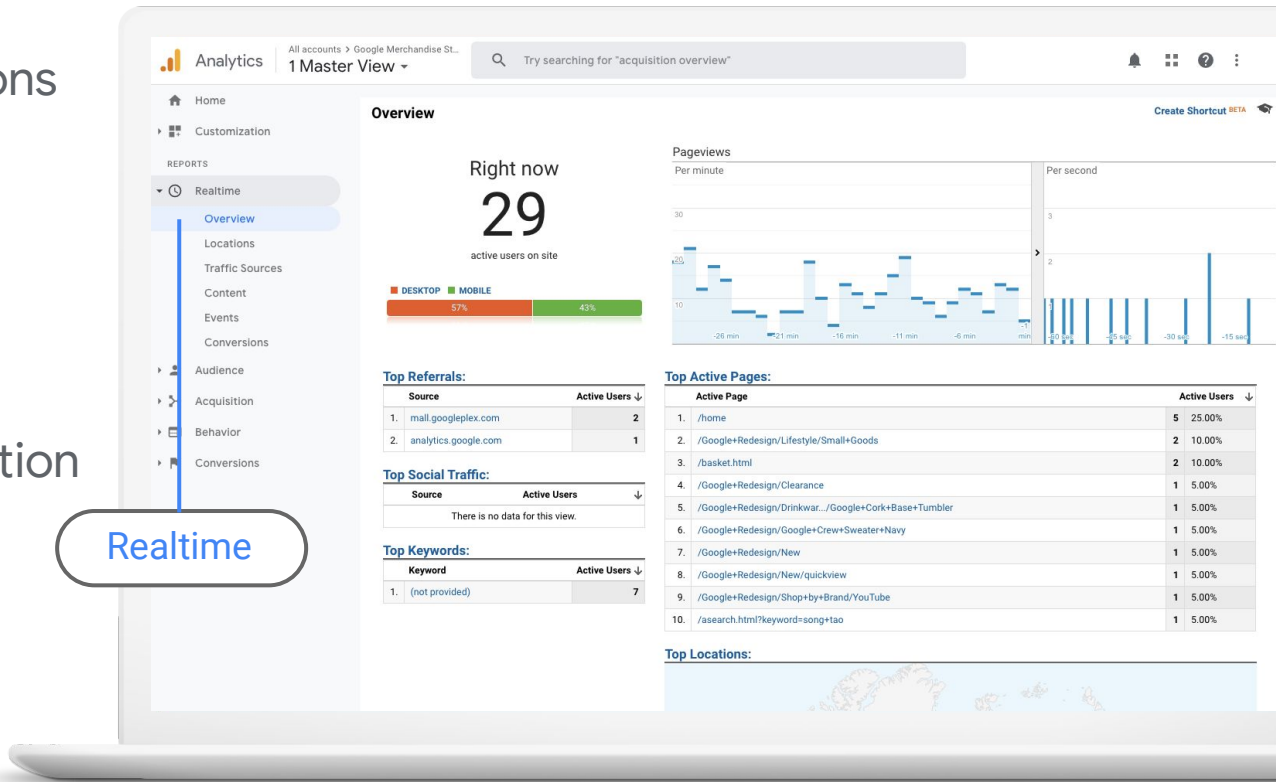 ons
tion
Realtime
Analytics
All accounts > Google Merchandise St...
1 Master View
Try searching for "acquisition overview"
Home
Customization
REPORTS
Realtime
Overview
Locations
Traffic Sources
Content
Events
Conversions
Audience
Acquisition
Behavior
Conversions
Overview
Create Shortcut BETA
Right now
29
active users on site
DESKTOP MOBILE
57% 43%
Pageviews
Per minute
30
20
10
-26 min -21 min -16 min -11 min -6 min -1 min
Per second
3
2
1
-60 sec -45 sec -30 sec -15 sec
Top Referrals:
Source Active Users
1. mall.googleplex.com 2
2. analytics.google.com 1
Top Social Traffic:
Source Active Users
There is no data for this view.
Top Keywords:
Keyword Active Users
1. (not provided) 7
Top Active Pages:
Active Page Active Users
1. /home 5 25.00%
2. /Google+Redesign/Lifestyle/Small+Goods 2 10.00%
3. /basket.html 2 10.00%
4. /Google+Redesign/Clearance 1 5.00%
5. /Google+Redesign/Drinkwar.../Google+Cork+Base+Tumbler 1 5.00%
6. /Google+Redesign/Google+Crew+Sweater+Navy 1 5.00%
7. /Google+Redesign/New 1 5.00%
8. /Google+Redesign/New/quickview 1 5.00%
9. /Google+Redesign/Shop+by+Brand/YouTube 1 5.00%
10. /asearch.html?keyword=song+tao 1 5.00%
Top Locations: